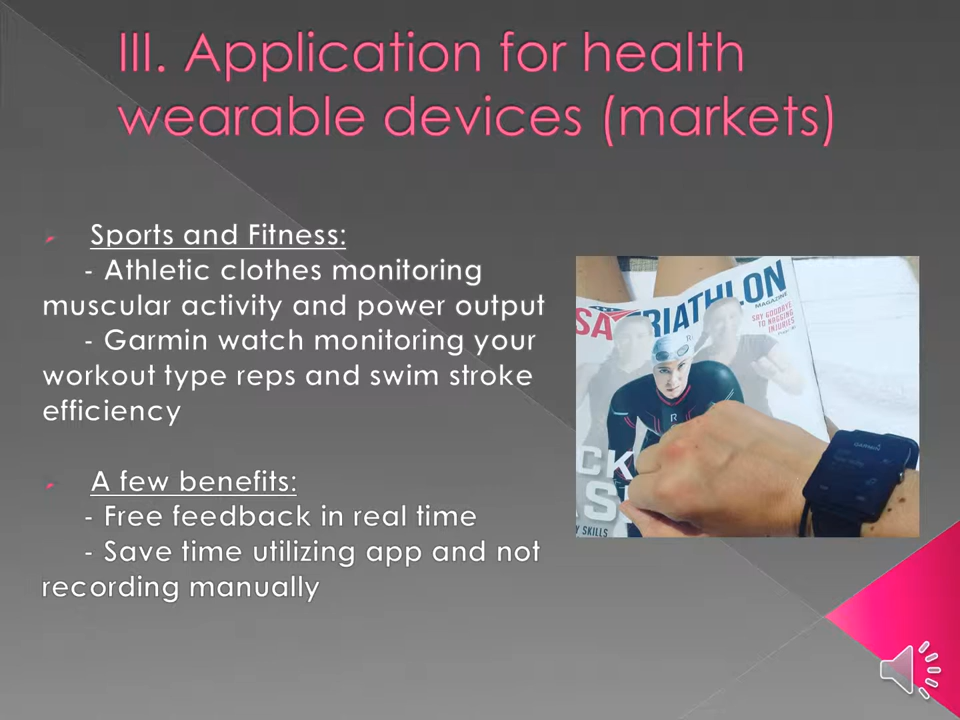 III. Application for health
wearable devices (markets)
Sports and Fitness:
- Athletic clothes monitoring
muscular activity and power output
- Garmin watch monitoring your
workout type reps and swim stroke
efficiency
A few benefits:
- Free feedback in real time
- Save time utilizing app and not
recording manually
SA TRIATHLON
MAGAZINE
SAY GOODBYE
TO NAGGING
INJURIES
GARMIN
CK
AS
Y SKILLS